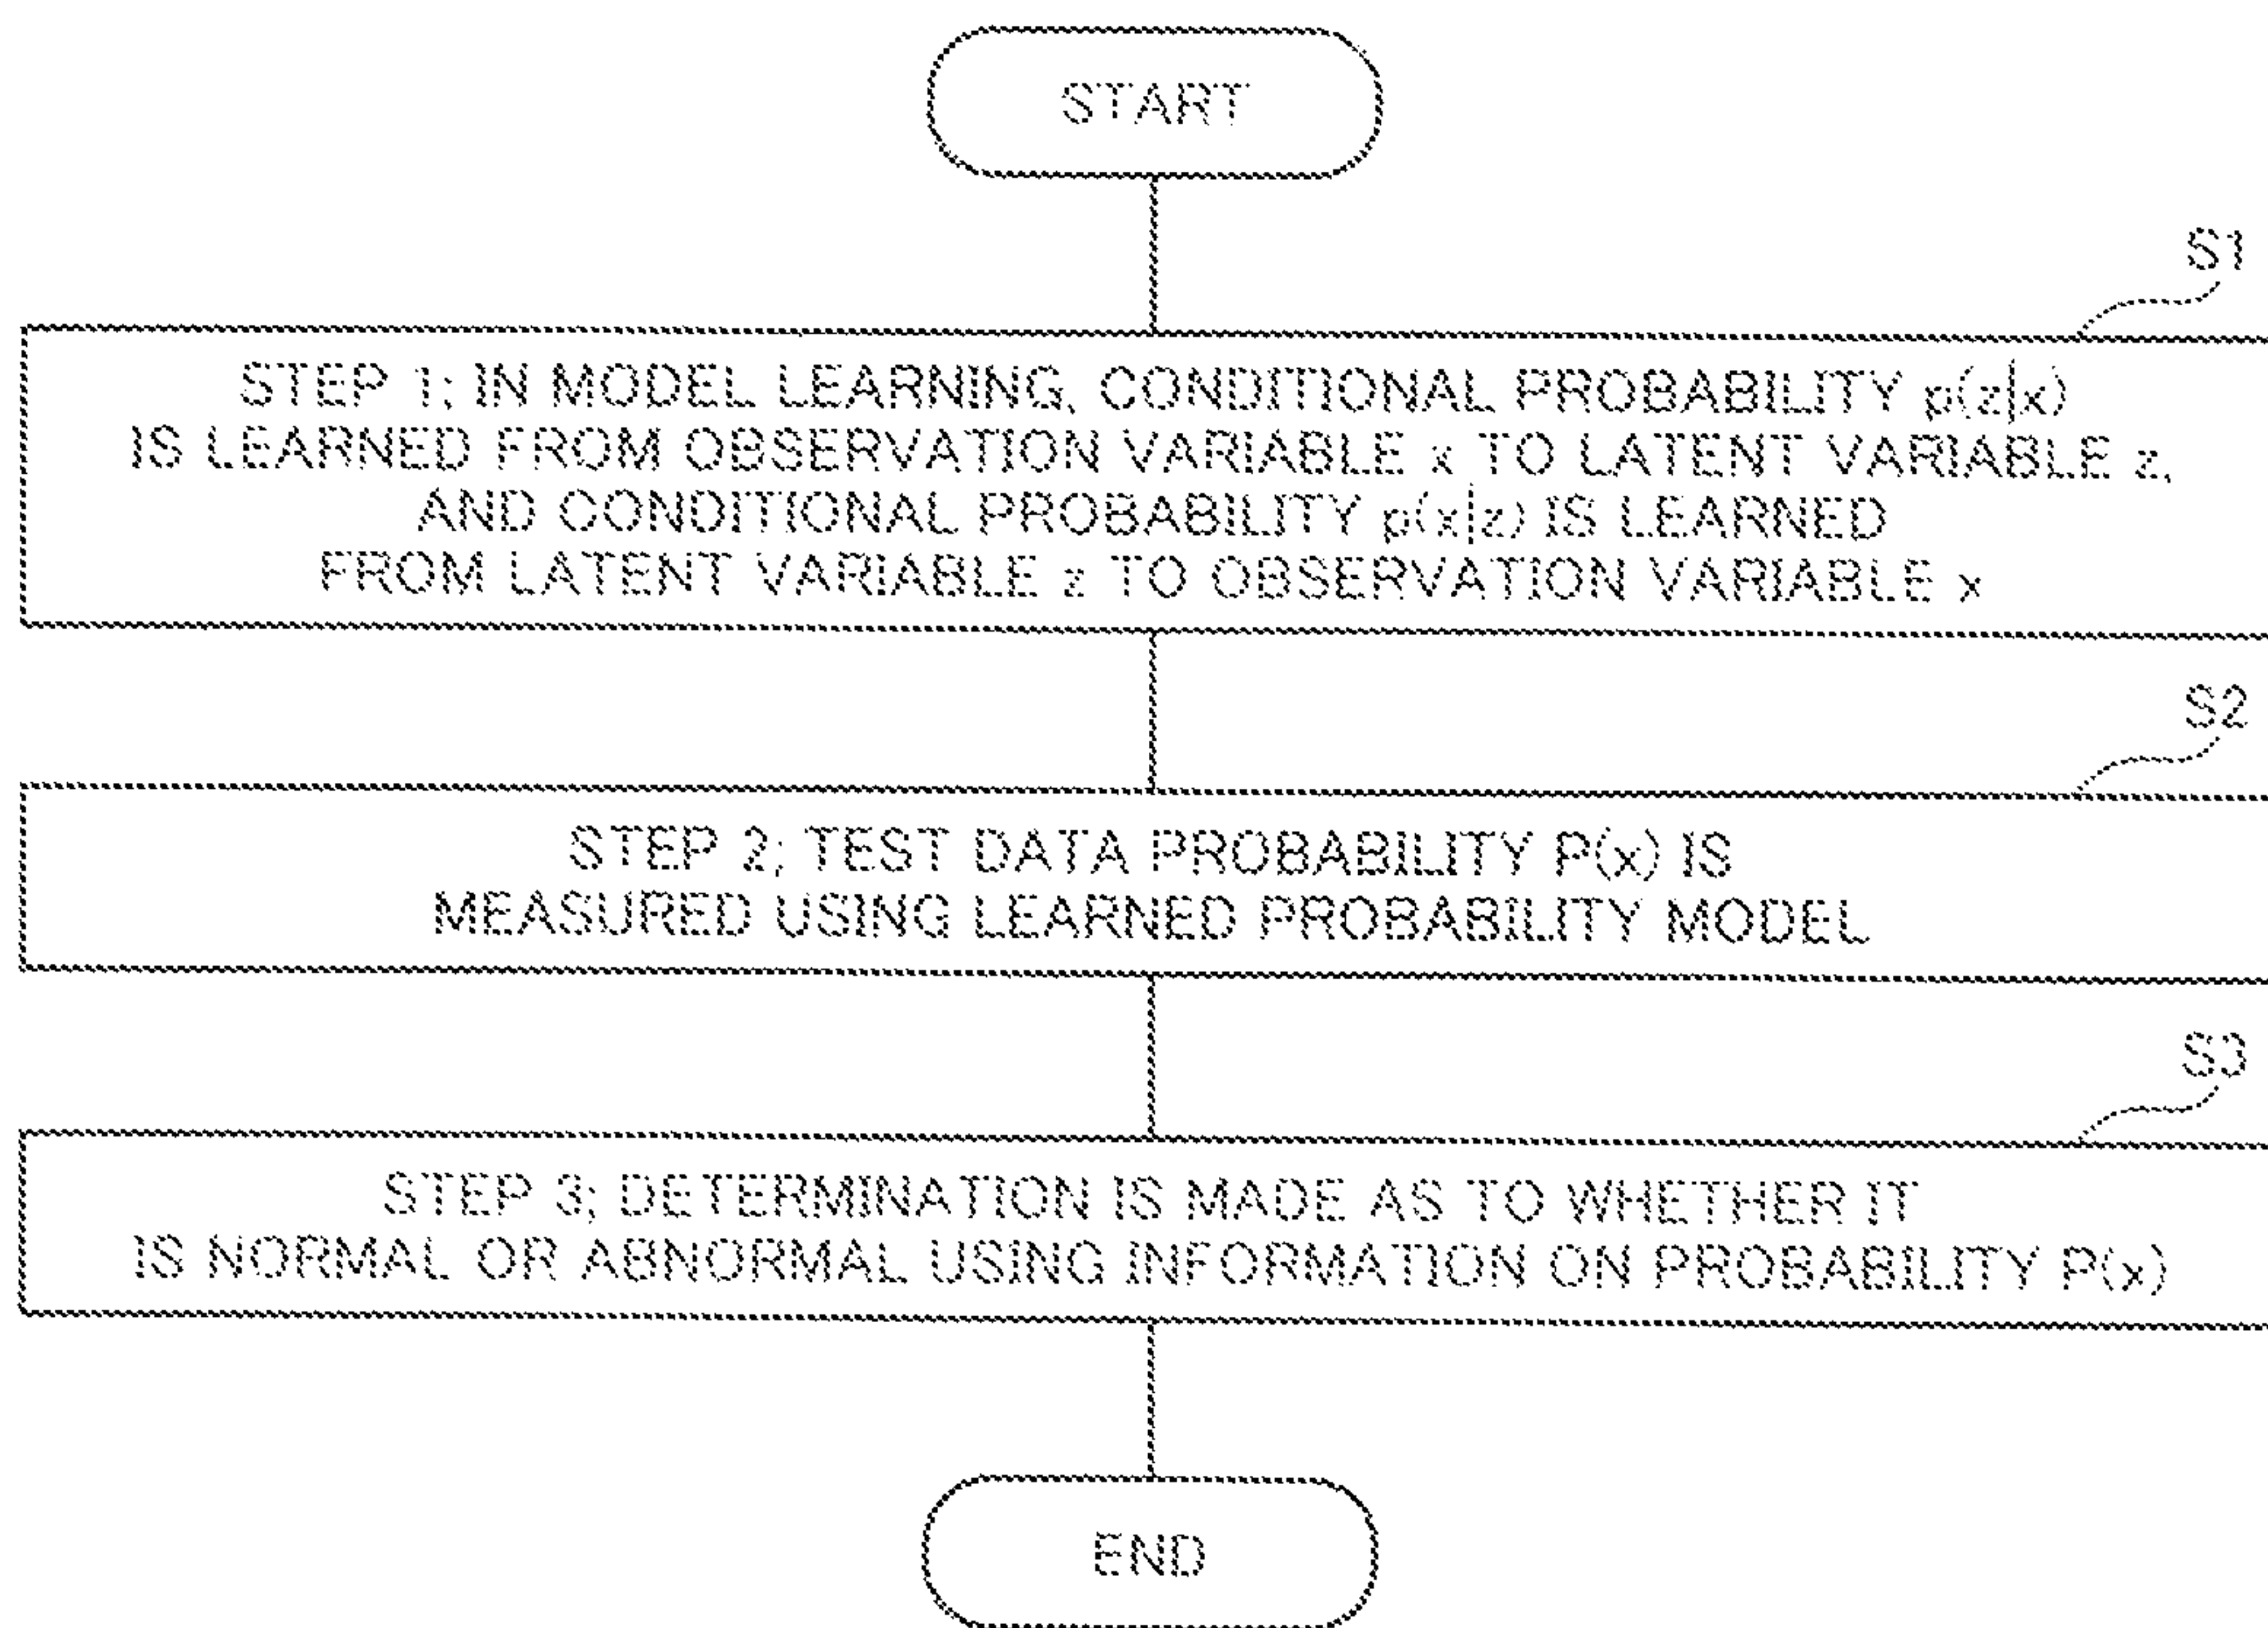 START
S1
STEP 1; IN MODEL LEARNING, CONDITIONAL PROBABILITY p(z|x)
IS LEARNED FROM OBSERVATION VARIABLE x TO LATENT VARIABLE z,
AND CONDITIONAL PROBABILITY p(x|z) IS LEARNED
FROM LATENT VARIABLE z TO OBSERVATION VARIABLE x
S2
STEP 2; TEST DATA PROBABILITY P(x) IS
MEASURED USING LEARNED PROBABILITY MODEL
S3
STEP 3; DETERMINATION IS MADE AS TO WHETHER IT
IS NORMAL OR ABNORMAL USING INFORMATION ON PROBABILITY P(x)
END